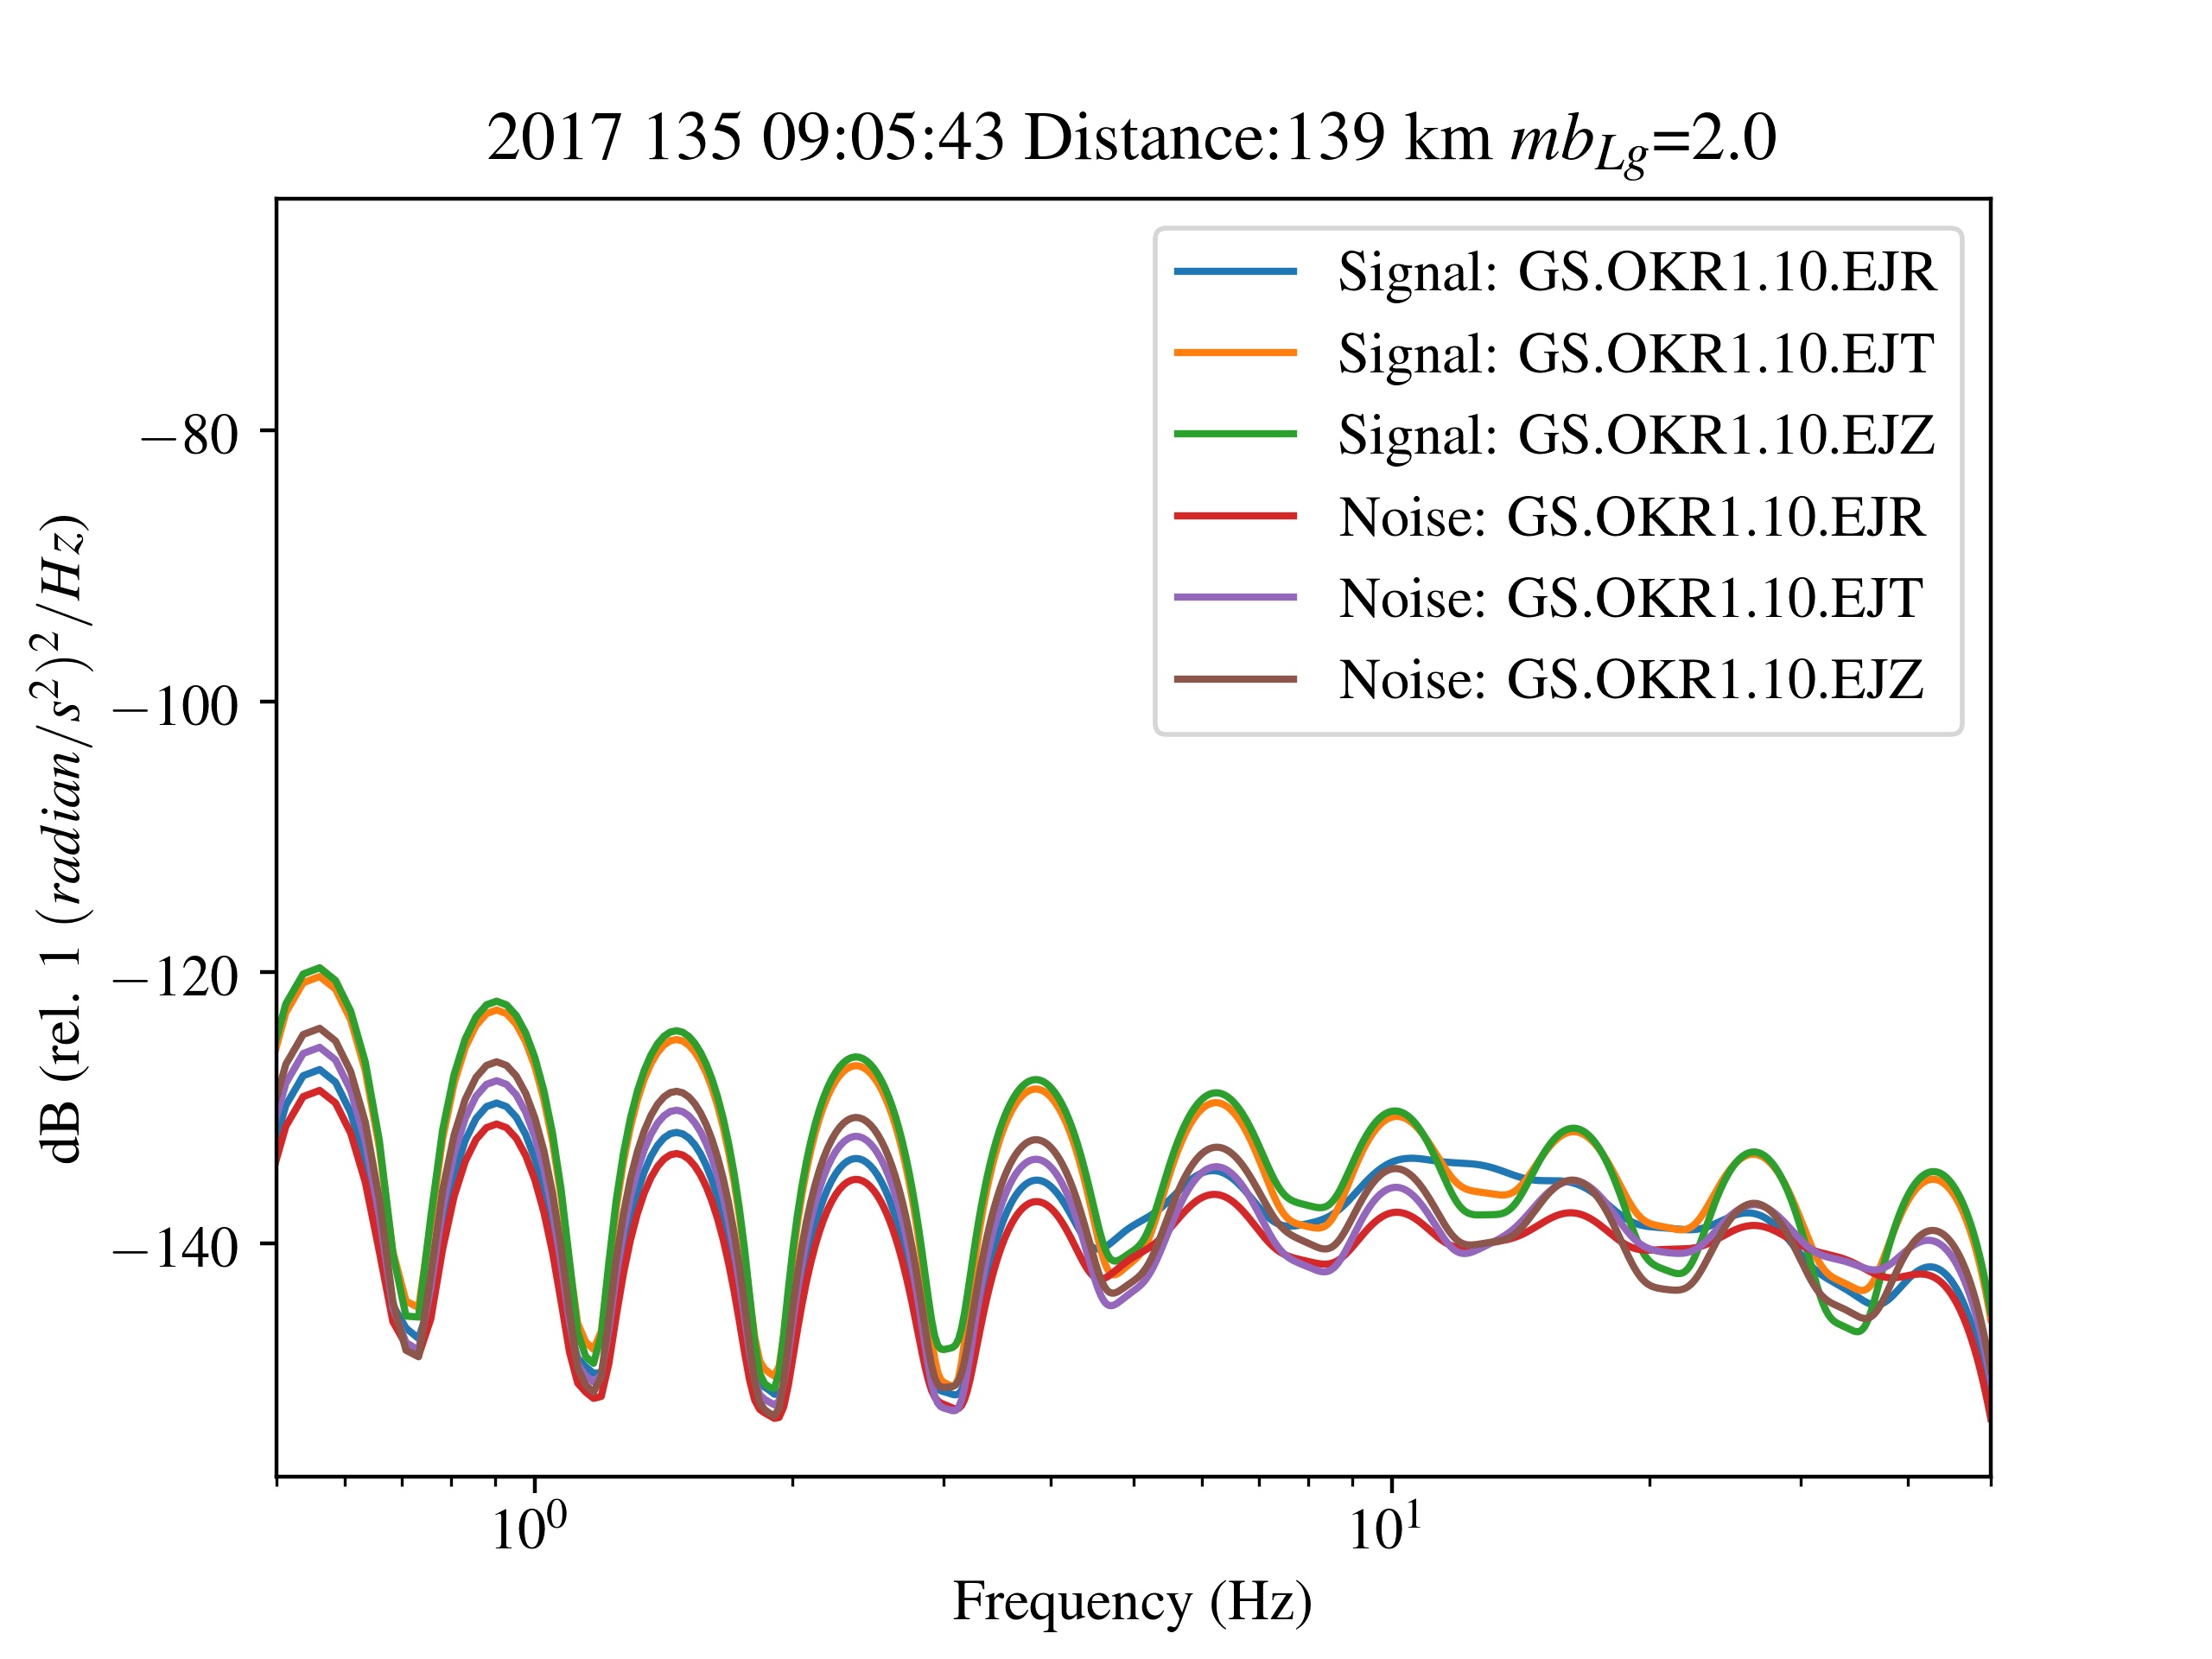 2017 135 09:05:43 Distance:139 km mb_Lg=2.0
Signal: GS.OKR1.10.EJR
Signal: GS.OKR1.10.EJT
Signal: GS.OKR1.10.EJZ
Noise: GS.OKR1.10.EJR
Noise: GS.OKR1.10.EJT
Noise: GS.OKR1.10.EJZ
dB (rel. 1 (radian/s²)²/Hz)
−80
−100
−120
−140
10⁰ 10¹
Frequency (Hz)